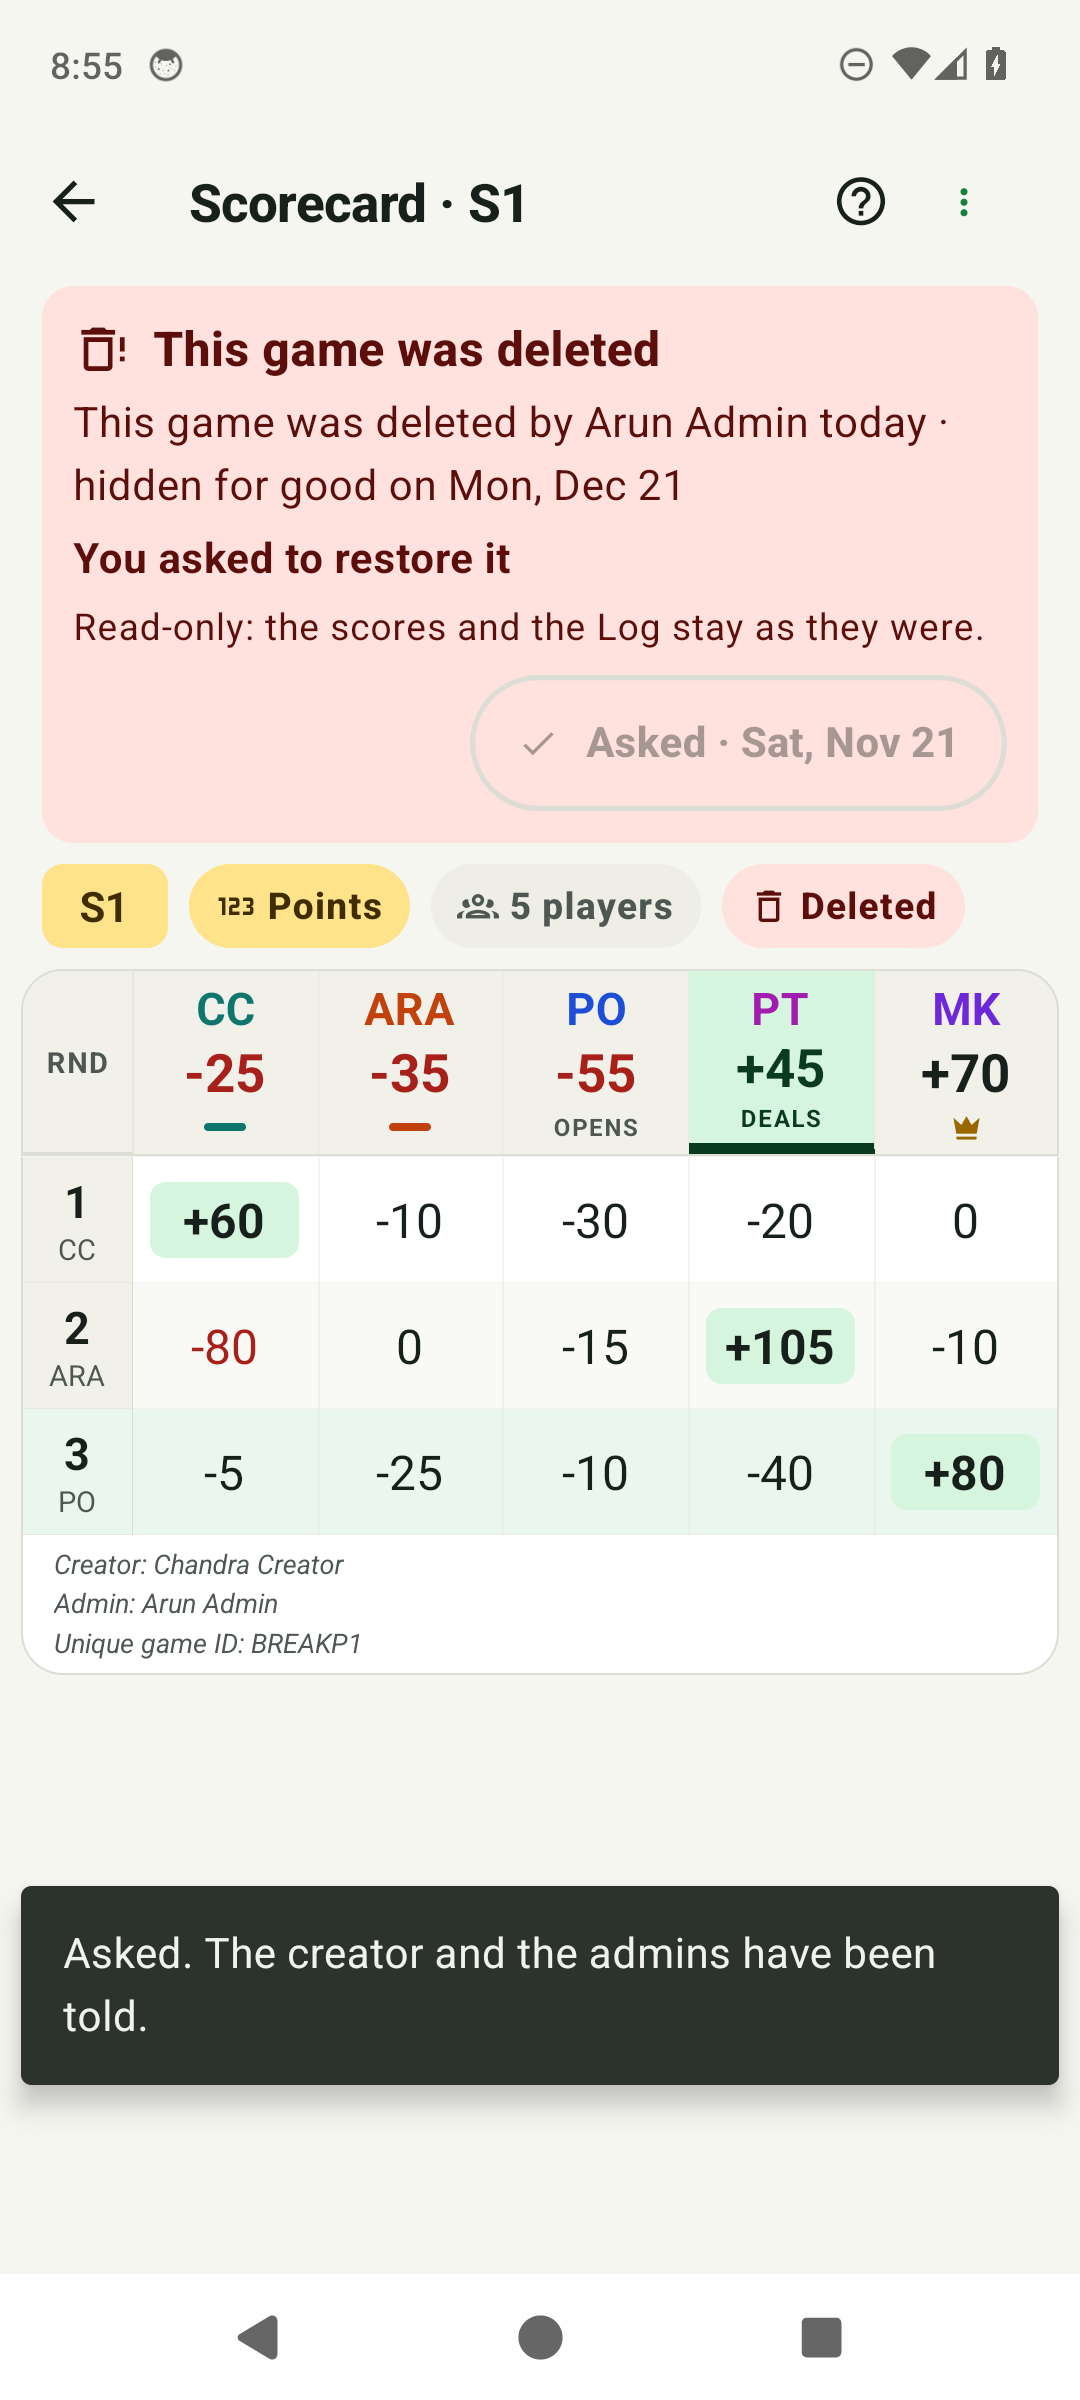 8:55
Scorecard · S1
This game was deleted
This game was deleted by Arun Admin today ·
hidden for good on Mon, Dec 21
You asked to restore it
Read-only: the scores and the Log stay as they were.
Asked · Sat, Nov 21
S1
123 Points
5 players
Deleted
RND CC ARA PO PT MK
-25 -35 -55 +45 +70
OPENS DEALS
1 +60 -10 -30 -20 0
CC
2 -80 0 -15 +105 -10
ARA
3 -5 -25 -10 -40 +80
PO
Creator: Chandra Creator
Admin: Arun Admin
Unique game ID: BREAKP1
Asked. The creator and the admins have been
told.